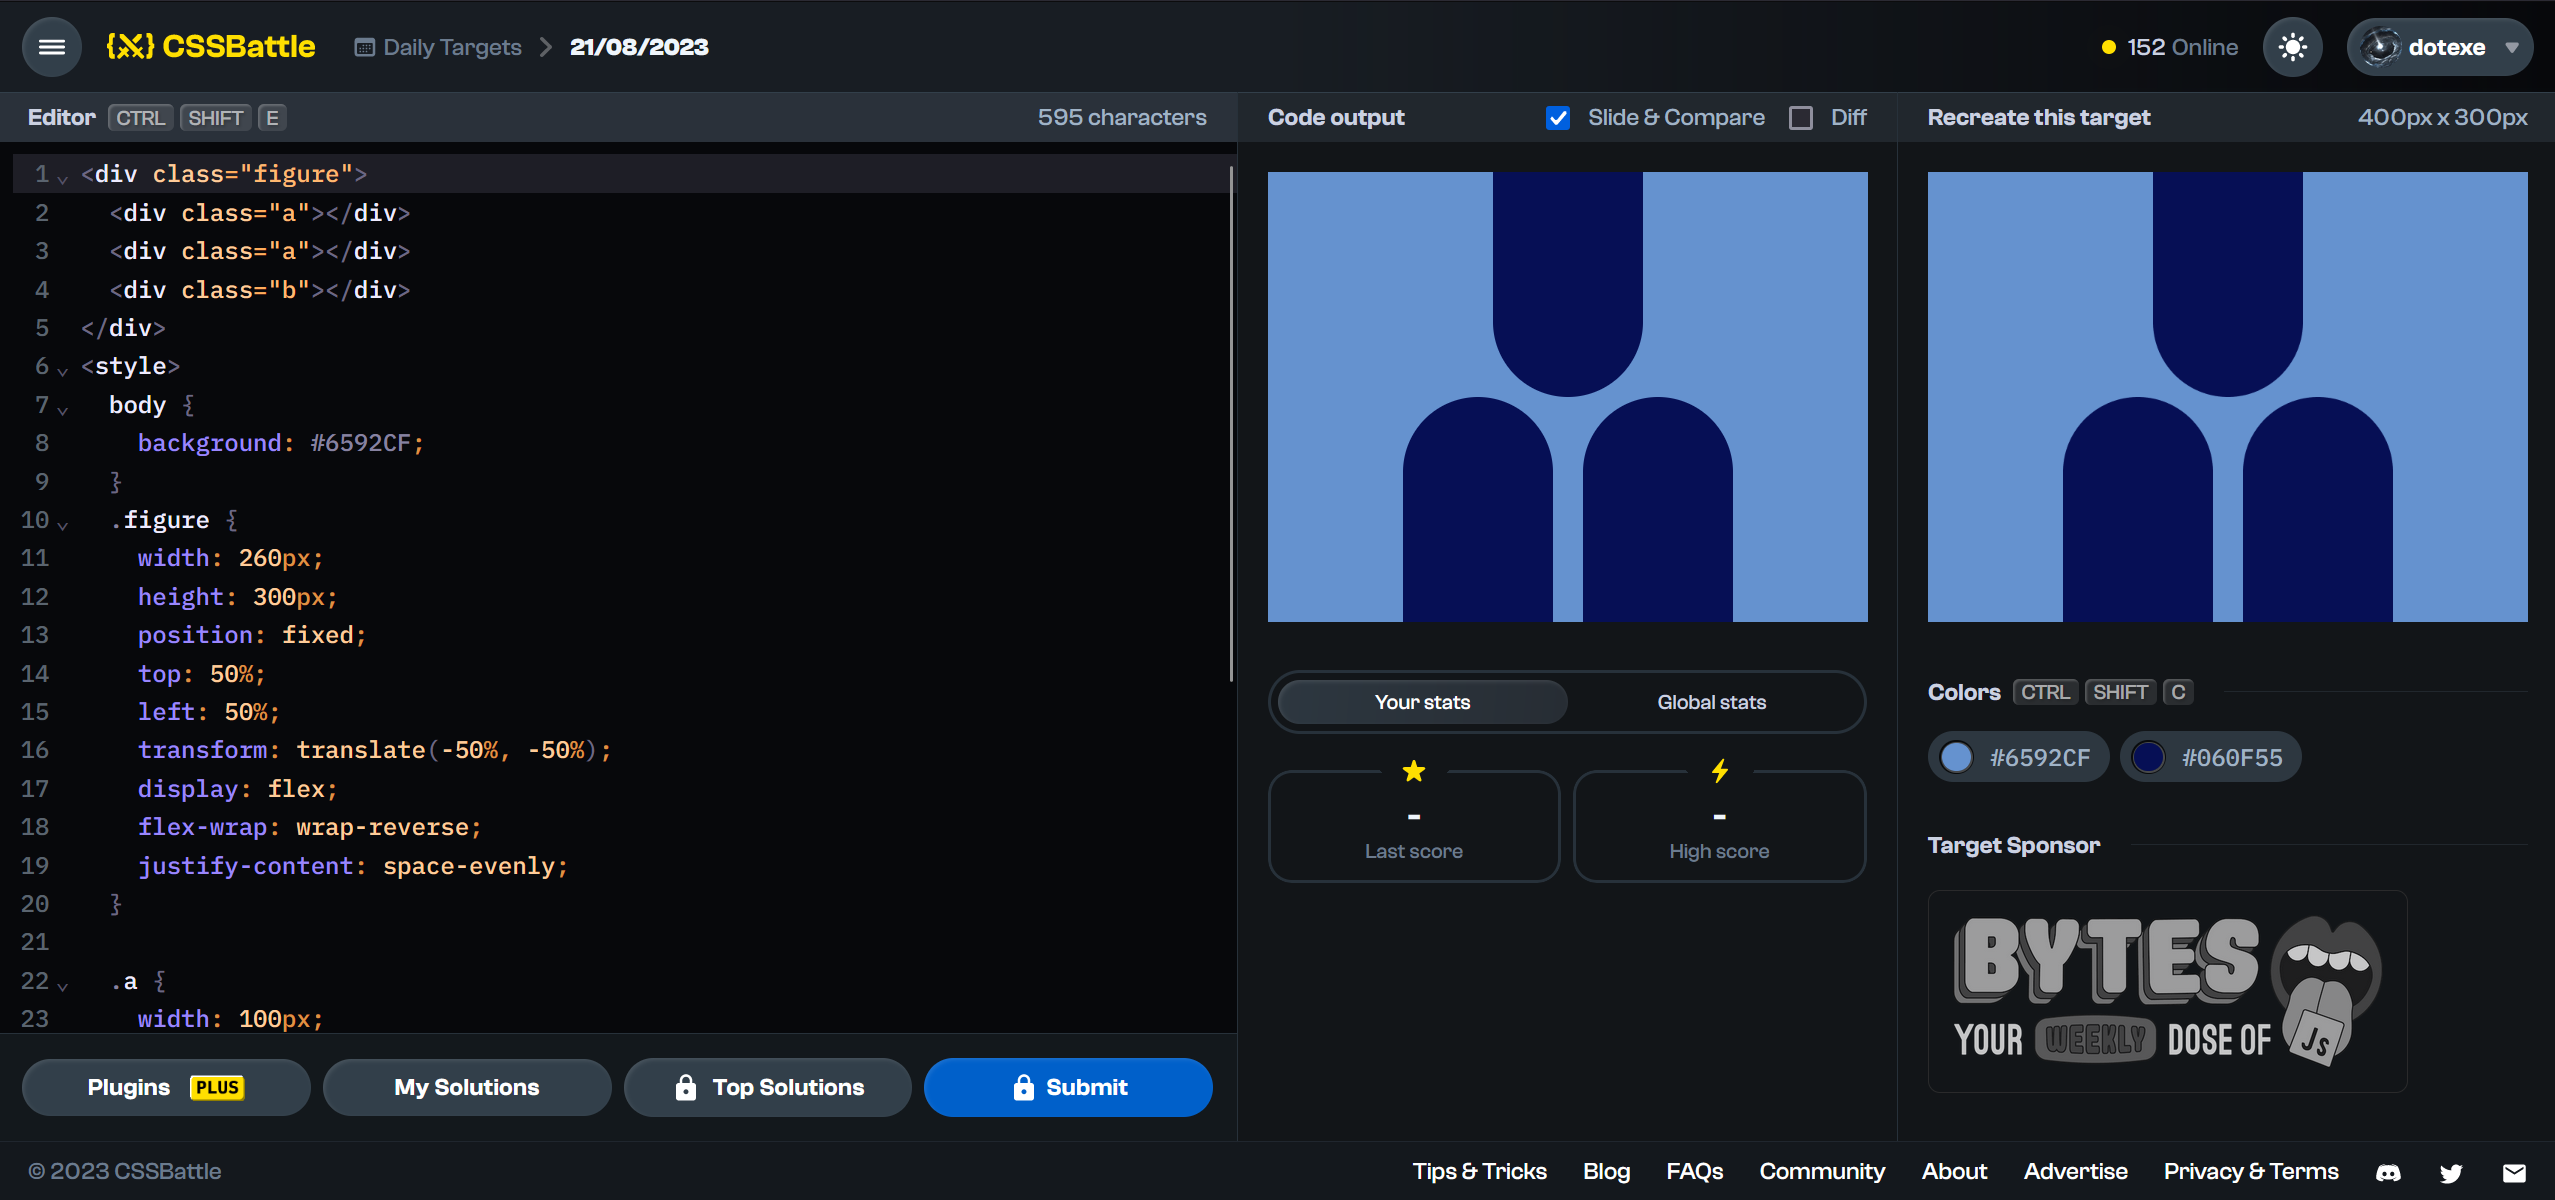 {X} CSSBattle
Daily Targets > 21/08/2023
152 Online
dotexe
Editor CTRL SHIFT E
595 characters
1 <div class="figure">
2 <div class="a"></div>
3 <div class="a"></div>
4 <div class="b"></div>
5 </div>
6 <style>
7 body {
8 background: #6592CF;
9 }
10 .figure {
11 width: 260px;
12 height: 300px;
13 position: fixed;
14 top: 50%;
15 left: 50%;
16 transform: translate(-50%, -50%);
17 display: flex;
18 flex-wrap: wrap-reverse;
19 justify-content: space-evenly;
20 }
21
22 .a {
23 width: 100px;
Plugins PLUS
My Solutions
Top Solutions
Submit
Code output
Slide & Compare
Diff
Your stats
Global stats
-
Last score
-
High score
Recreate this target
400px x 300px
Colors CTRL SHIFT C
#6592CF
#060F55
Target Sponsor
BYTES
YOUR WEEKLY DOSE OF JS
© 2023 CSSBattle
Tips & Tricks
Blog
FAQs
Community
About
Advertise
Privacy & Terms